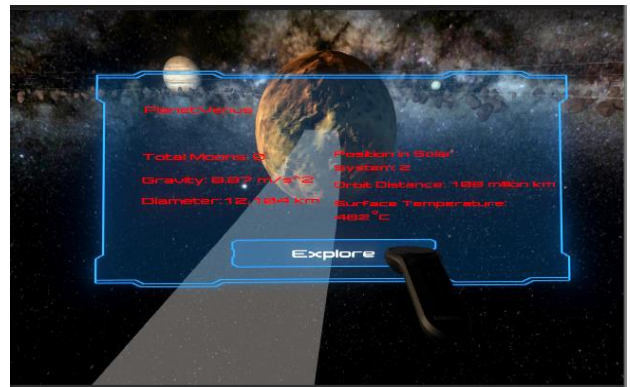 Planet Venus
Total Moons: 0
Gravity: 8.87 m/s^2
Diameter: 12,104 km
Position in Solar
System: 2
Orbit Distance: 108 million km
Surface Temperature:
462°C
Explore